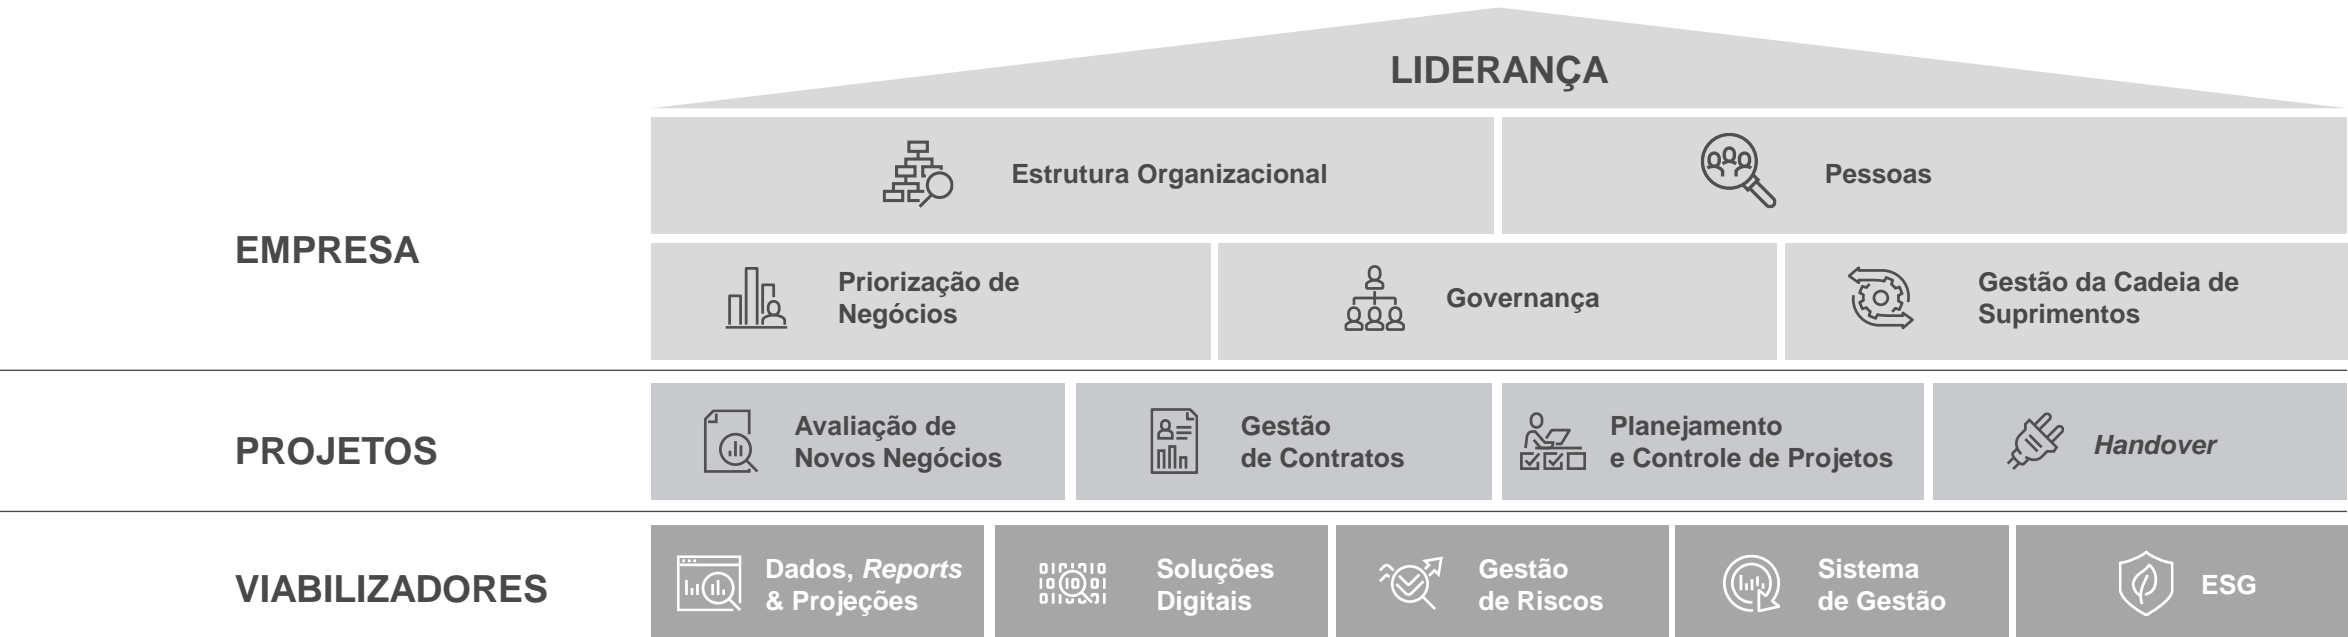 LIDERANÇA
EMPRESA
Estrutura Organizacional
Pessoas
Priorização de
Negócios
Governança
Gestão da Cadeia de
Suprimentos
PROJETOS
Avaliação de
Novos Negócios
Gestão
de Contratos
Planejamento
e Controle de Projetos
Handover
VIABILIZADORES
Dados, Reports
& Projeções
Soluções
Digitais
Gestão
de Riscos
Sistema
de Gestão
ESG